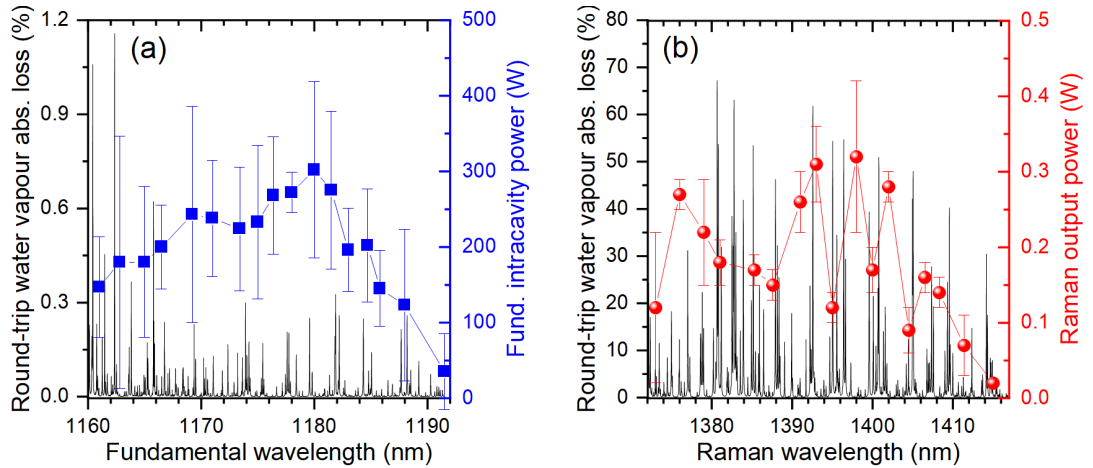 (a)
Round-trip water vapour abs. loss (%)
1.2
0.9
0.6
0.3
0.0
1160 1170 1180 1190
Fundamental wavelength (nm)
500
400
300
200
100
0
Fund. intracavity power (W)
(b)
Round-trip water vapour abs. loss (%)
80
70
60
50
40
30
20
10
0
1380 1390 1400 1410
Raman wavelength (nm)
0.5
0.4
0.3
0.2
0.1
0.0
Raman output power (W)